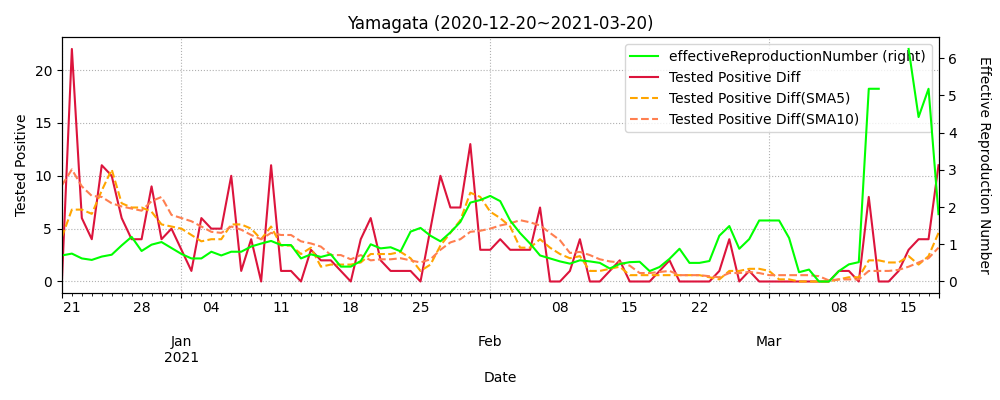 Yamagata (2020-12-20~2021-03-20)
effectiveReproductionNumber (right)
Tested Positive Diff
Tested Positive Diff(SMA5)
Tested Positive Diff(SMA10)
Tested Positive
20
15
10
5
0
Effective Reproduction Number
6
5
4
3
2
1
0
21 28 04 11 18 25 08 15 22 08 15
Jan Feb Mar
2021
Date